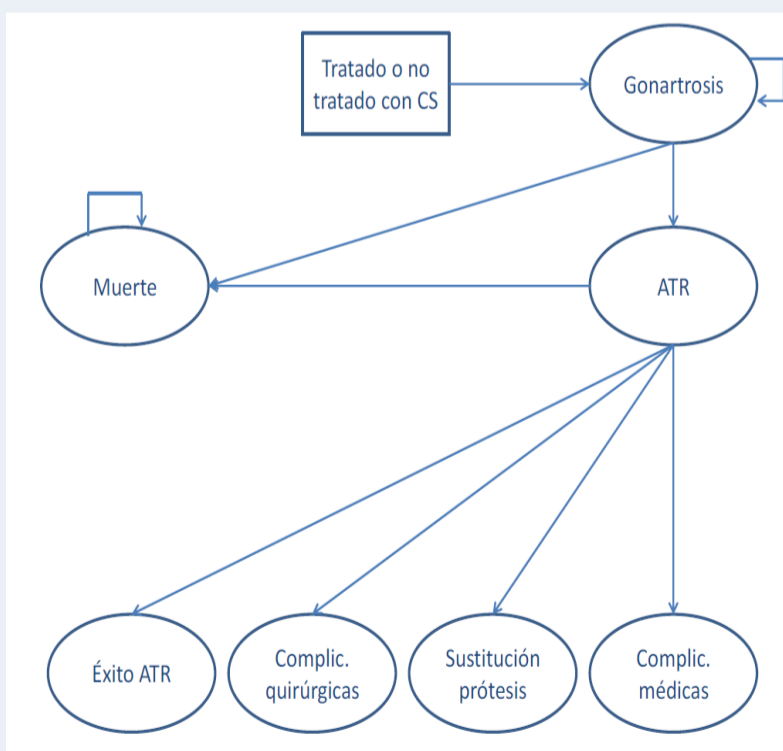 Tratado o no
tratado con CS
Gonartrosis
Muerte
ATR
Éxito ATR
Complic.
quirúrgicas
Sustitución
prótesis
Complic.
médicas